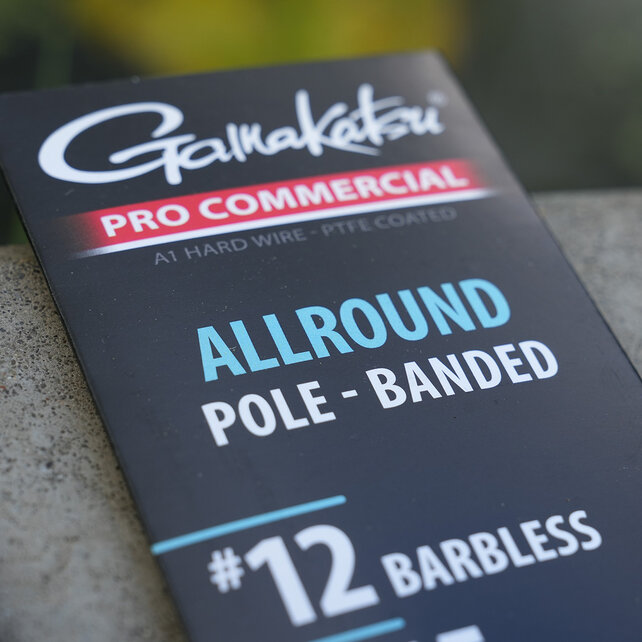 Gamakatsu®
PRO COMMERCIAL
A1 HARD WIRE - PTFE COATED
ALLROUND
POLE - BANDED
#12 BARBLESS